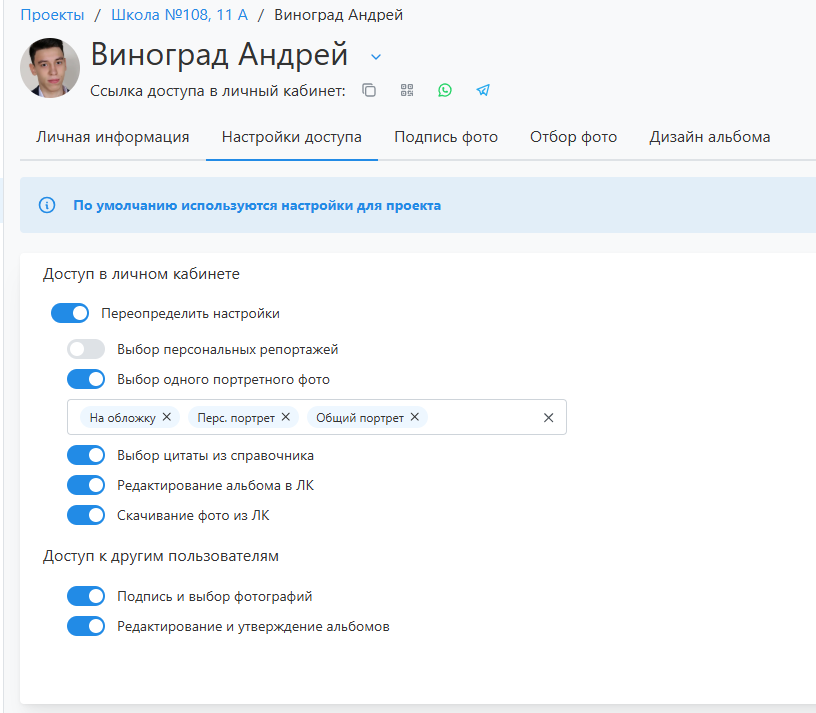 Проекты / Школа №108, 11 А / Виноград Андрей
Виноград Андрей
Ссылка доступа в личный кабинет:
Личная информация Настройки доступа Подпись фото Отбор фото Дизайн альбома
По умолчанию используются настройки для проекта
Доступ в личном кабинете
Переопределить настройки
Выбор персональных репортажей
Выбор одного портретного фото
На обложку Перс. портрет Общий портрет
Выбор цитаты из справочника
Редактирование альбома в ЛК
Скачивание фото из ЛК
Доступ к другим пользователям
Подпись и выбор фотографий
Редактирование и утверждение альбомов